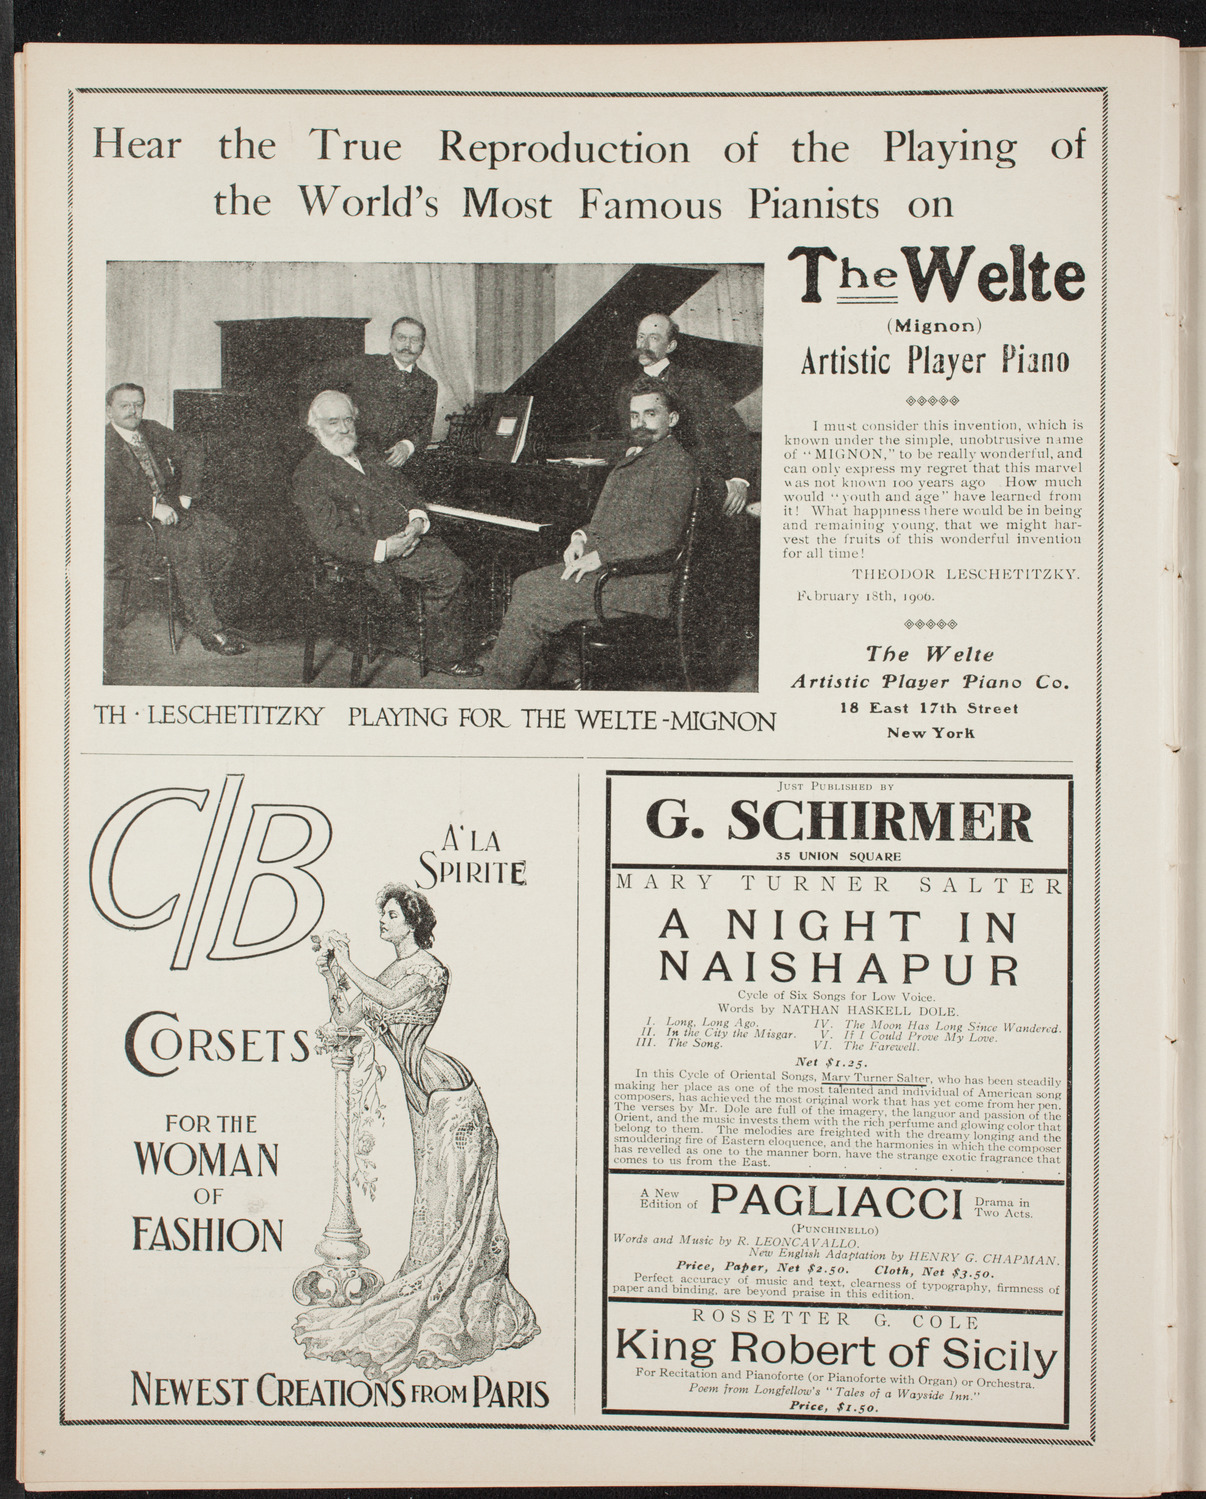 Hear the True Reproduction of the Playing of
the World's Most Famous Pianists on
The Welte
(Mignon)
Artistic Player Piano
I must consider this invention, which is
known under the simple, unobtrusive name
of "MIGNON," to be really wonderful, and
can only express my regret that this marvel
was not known 100 years ago How much
would "youth and age" have learned from
it! What happiness there would be in being
and remaining young, that we might har-
vest the fruits of this wonderful invention
for all time!
THEODOR LESCHETITZKY.
February 18th, 1906.
The Welte
Artistic Player Piano Co.
18 East 17th Street
New York
TH · LESCHETITZKY PLAYING FOR THE WELTE-MIGNON
C/B
A' LA
SPIRITE
CORSETS
FOR THE
WOMAN
OF
FASHION
NEWEST CREATIONS FROM PARIS
JUST PUBLISHED BY
G. SCHIRMER
35 UNION SQUARE
MARY TURNER SALTER
A NIGHT IN
NAISHAPUR
Cycle of Six Songs for Low Voice.
Words by NATHAN HASKELL DOLE.
I. Long, Long Ago.
II. In the City the Misgar.
III. The Song.
IV. The Moon Has Long Since Wandered.
V. If I Could Prove My Love.
VI. The Farewell.
Net $1.25.
In this Cycle of Oriental Songs, Mary Turner Salter, who has been steadily
making her place as one of the most talented and individual of American song
composers, has achieved the most original work that has yet come from her pen.
The verses by Mr. Dole are full of the imagery, the languor and passion of the
Orient, and the music invests them with the rich perfume and glowing color that
belong to them. The melodies are freighted with the dreamy longing and the
smouldering fire of Eastern eloquence, and the harmonies in which the composer
has revelled as one to the manner born, have the strange exotic fragrance that
comes to us from the East.
A New
Edition of
PAGLIACCI
Drama in
Two Acts.
(PUNCHINELLO)
Words and Music by R. LEONCAVALLO.
New English Adaptation by HENRY G. CHAPMAN.
Price, Paper, Net $2.50. Cloth, Net $3.50.
Perfect accuracy of music and text, clearness of typography, firmness of
paper and binding, are beyond praise in this edition.
ROSSETTER G. COLE
King Robert of Sicily
For Recitation and Pianoforte (or Pianoforte with Organ) or Orchestra.
Poem from Longfellow's "Tales of a Wayside Inn."
Price, $1.50.